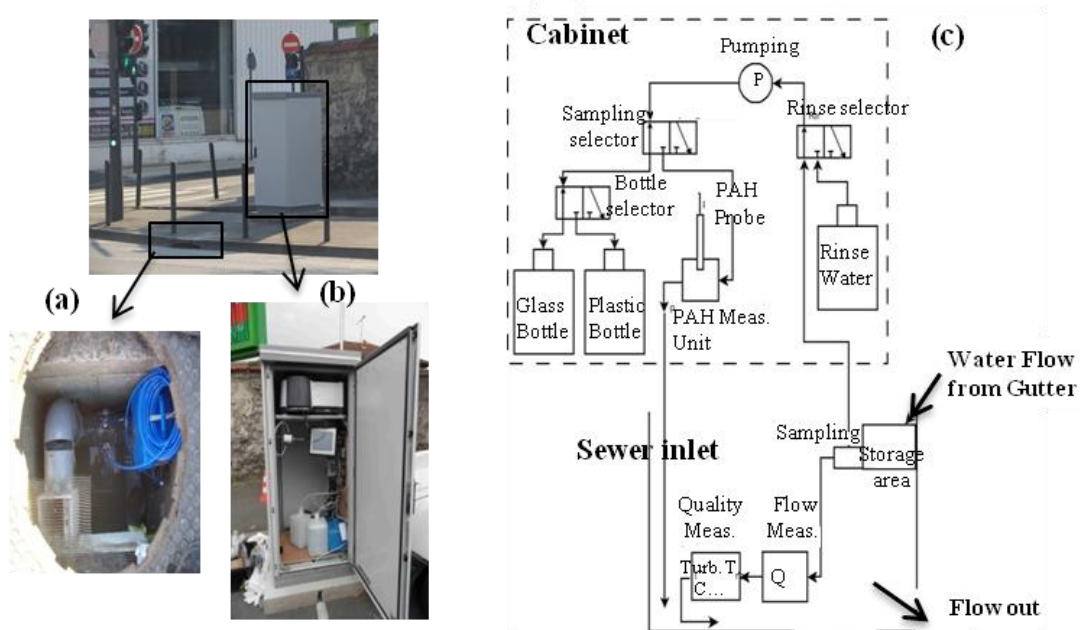 (a)
(b)
Cabinet
(c)
Pumping
P
Rinse selector
Sampling
selector
Bottle
selector
PAH
Probe
Rinse
Water
Glass
Bottle
Plastic
Bottle
PAH Meas.
Unit
Water Flow
from Gutter
Sewer inlet
Sampling
Storage
area
Quality
Meas.
Flow
Meas.
Turb. T.
C...
Q
Flow out